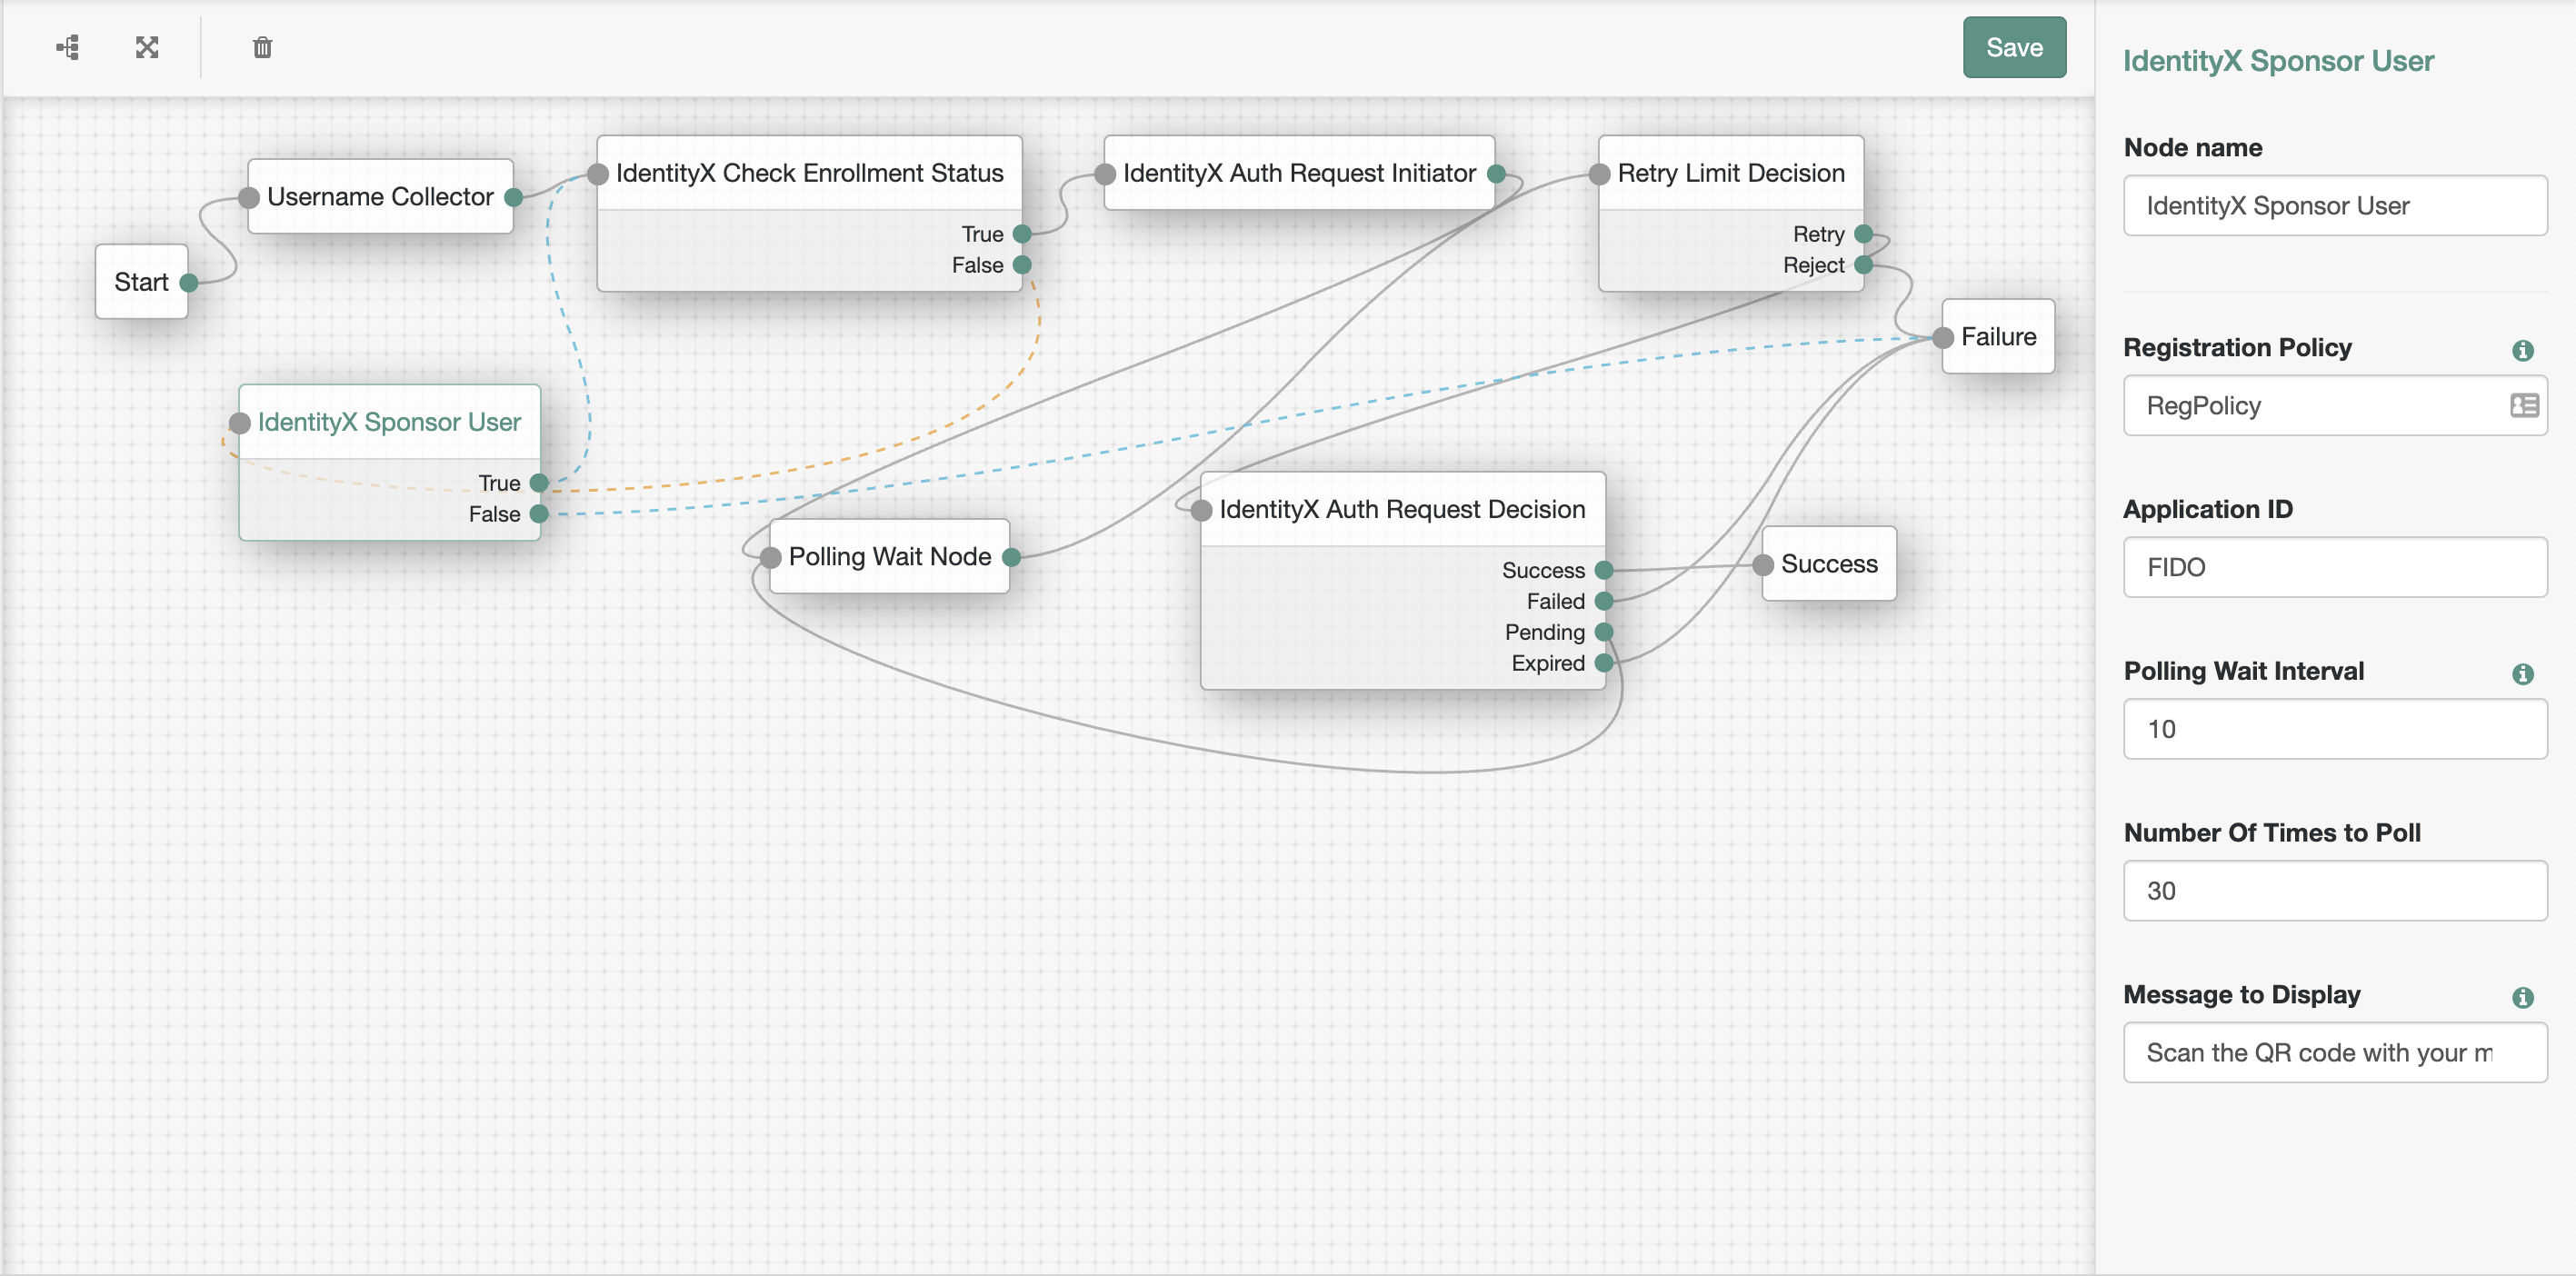 Save
Start
Username Collector
IdentityX Check Enrollment Status
True
False
IdentityX Auth Request Initiator
Retry Limit Decision
Retry
Reject
Failure
IdentityX Sponsor User
True
False
Polling Wait Node
IdentityX Auth Request Decision
Success
Failed
Pending
Expired
Success
IdentityX Sponsor User
Node name
IdentityX Sponsor User
Registration Policy
RegPolicy
Application ID
FIDO
Polling Wait Interval
10
Number Of Times to Poll
30
Message to Display
Scan the QR code with your m